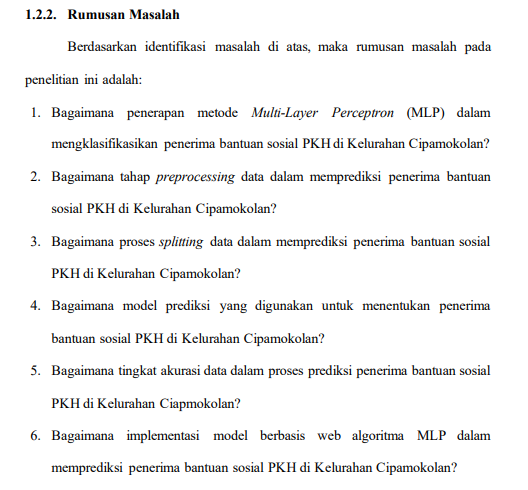 1.2.2. Rumusan Masalah
Berdasarkan identifikasi masalah di atas, maka rumusan masalah pada
penelitian ini adalah:
1. Bagaimana penerapan metode Multi-Layer Perceptron (MLP) dalam
mengklasifikasikan penerima bantuan sosial PKH di Kelurahan Cipamokolan?
2. Bagaimana tahap preprocessing data dalam memprediksi penerima bantuan
sosial PKH di Kelurahan Cipamokolan?
3. Bagaimana proses splitting data dalam memprediksi penerima bantuan sosial
PKH di Kelurahan Cipamokolan?
4. Bagaimana model prediksi yang digunakan untuk menentukan penerima
bantuan sosial PKH di Kelurahan Cipamokolan?
5. Bagaimana tingkat akurasi data dalam proses prediksi penerima bantuan sosial
PKH di Kelurahan Ciapmokolan?
6. Bagaimana implementasi model berbasis web algoritma MLP dalam
memprediksi penerima bantuan sosial PKH di Kelurahan Cipamokolan?